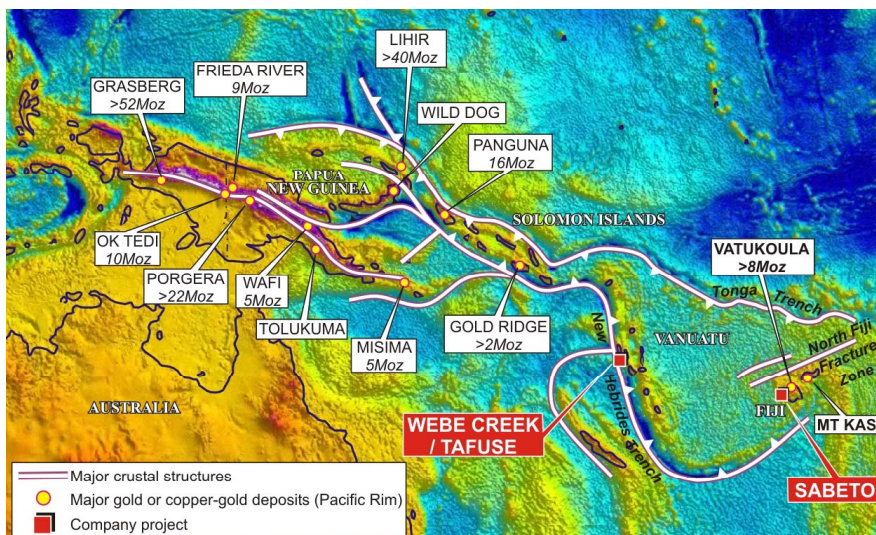 LIHIR
>40Moz
FRIEDA RIVER
9Moz
GRASBERG
>52Moz
WILD DOG
PANGUNA
16Moz
PAPUA
NEW GUINEA
SOLOMON ISLANDS
OK TEDI
10Moz
PORGERA
>22Moz
WAFI
5Moz
TOLUKUMA
MISIMA
5Moz
GOLD RIDGE
>2Moz
VATUKOULA
>8Moz
Tonga Trench
New Hebrides Trench
VANUATU
North Fiji
Fracture
Zone
FIJI
MT KAS
AUSTRALIA
WEBE CREEK
/ TAFUSE
SABETO
Major crustal structures
Major gold or copper-gold deposits (Pacific Rim)
Company project